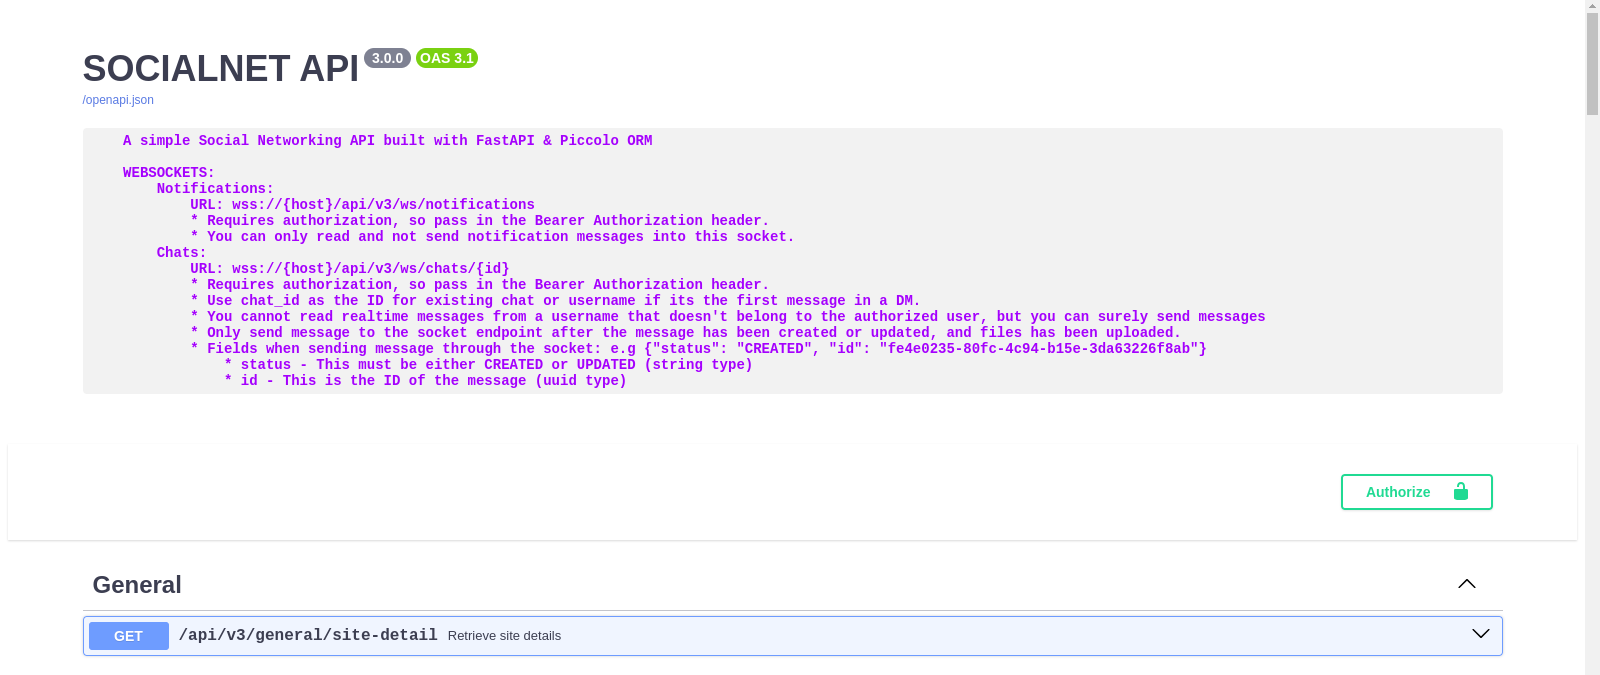 SOCIALNET API 3.0.0 OAS 3.1
/openapi.json
A simple Social Networking API built with FastAPI & Piccolo ORM
WEBSOCKETS:
Notifications:
URL: wss://{host}/api/v3/ws/notifications
* Requires authorization, so pass in the Bearer Authorization header.
* You can only read and not send notification messages into this socket.
Chats:
URL: wss://{host}/api/v3/ws/chats/{id}
* Requires authorization, so pass in the Bearer Authorization header.
* Use chat_id as the ID for existing chat or username if its the first message in a DM.
* You cannot read realtime messages from a username that doesn't belong to the authorized user, but you can surely send messages
* Only send message to the socket endpoint after the message has been created or updated, and files has been uploaded.
* Fields when sending message through the socket: e.g {"status": "CREATED", "id": "fe4e0235-80fc-4c94-b15e-3da63226f8ab"}
* status - This must be either CREATED or UPDATED (string type)
* id - This is the ID of the message (uuid type)
Authorize
General
GET /api/v3/general/site-detail Retrieve site details